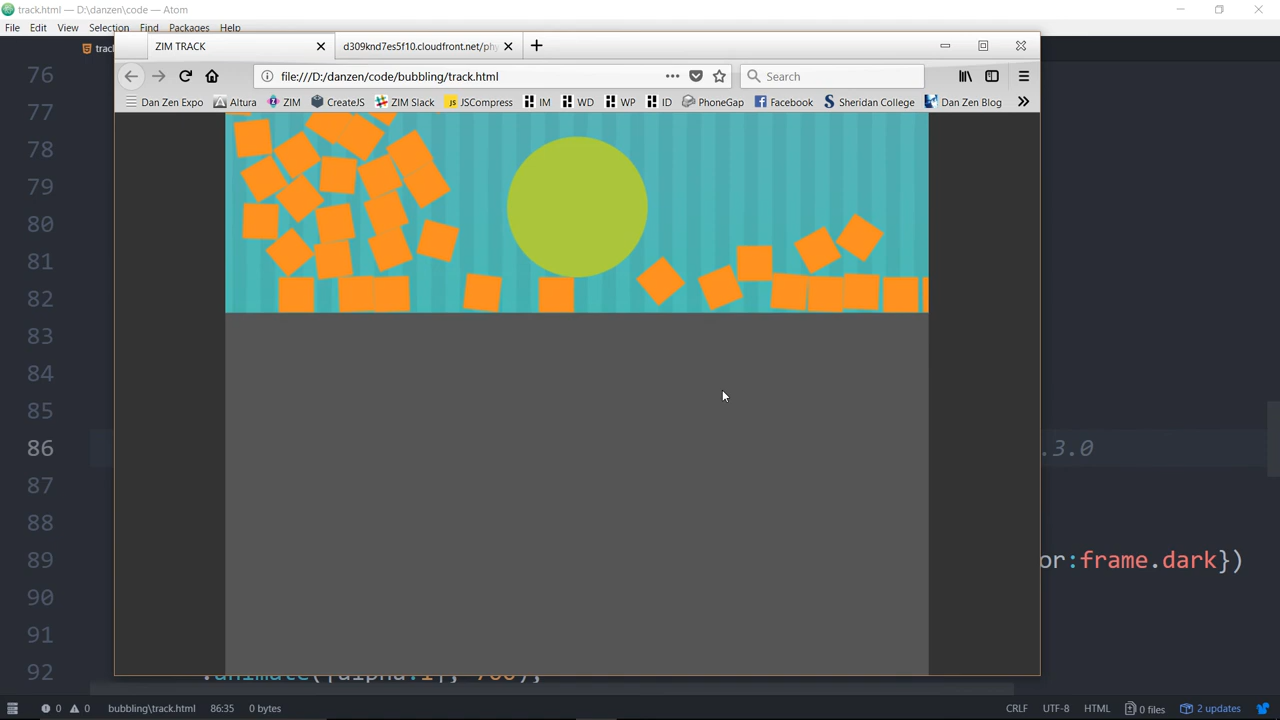 track.html — D:\danzen\code — Atom
File Edit View Selection Find Packages Help
ZIM TRACK
d309knd7es5f10.cloudfront.net/ph
file:///D:/danzen/code/bubbling/track.html
Search
Dan Zen Expo Altura ZIM CreateJS ZIM Slack JSCompress IM WD WP ID PhoneGap Facebook Sheridan College Dan Zen Blog
76
77
78
79
80
81
82
83
84
85
86 .3.0
87
88
89 or:frame.dark})
90
91
92
0 0 bubbling\track.html 86:35 0 bytes CRLF UTF-8 HTML 0 files 2 updates